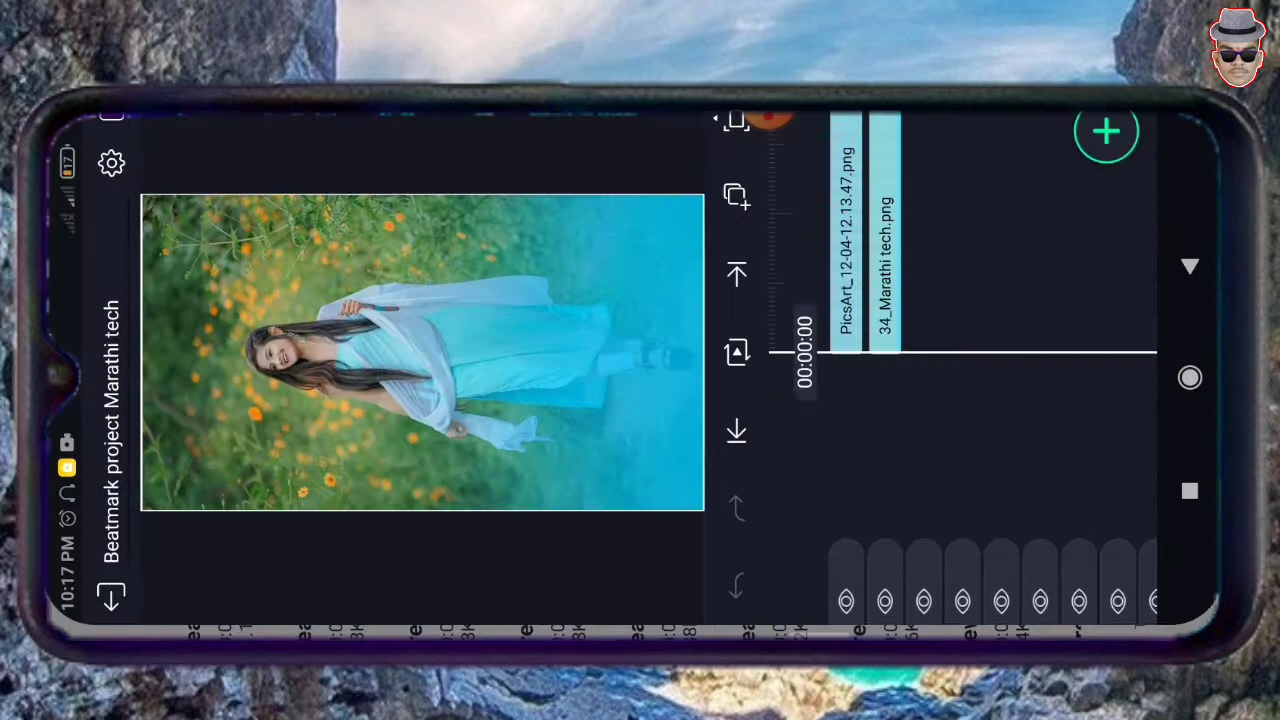 10:17 PM
17
Beatmark project Marathi tech
00:00:00
PicsArt_12-04-12.13.47.png
34_Marathi tech.png